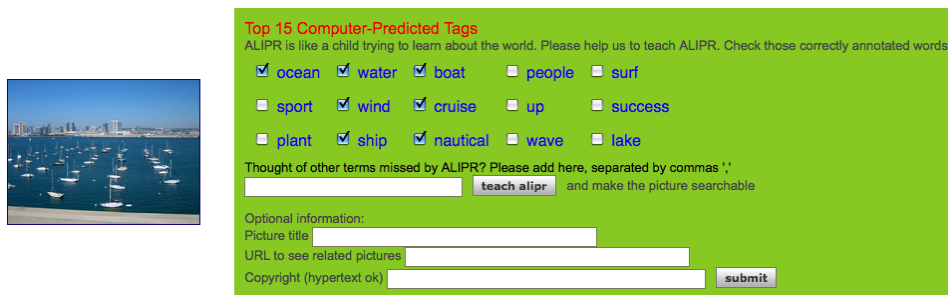 Top 15 Computer-Predicted Tags
ALIPR is like a child trying to learn about the world. Please help us to teach ALIPR. Check those correctly annotated words
ocean water boat people surf
sport wind cruise up success
plant ship nautical wave lake
Thought of other terms missed by ALIPR? Please add here, separated by commas ','
teach alipr and make the picture searchable
Optional information:
Picture title
URL to see related pictures
Copyright (hypertext ok) submit